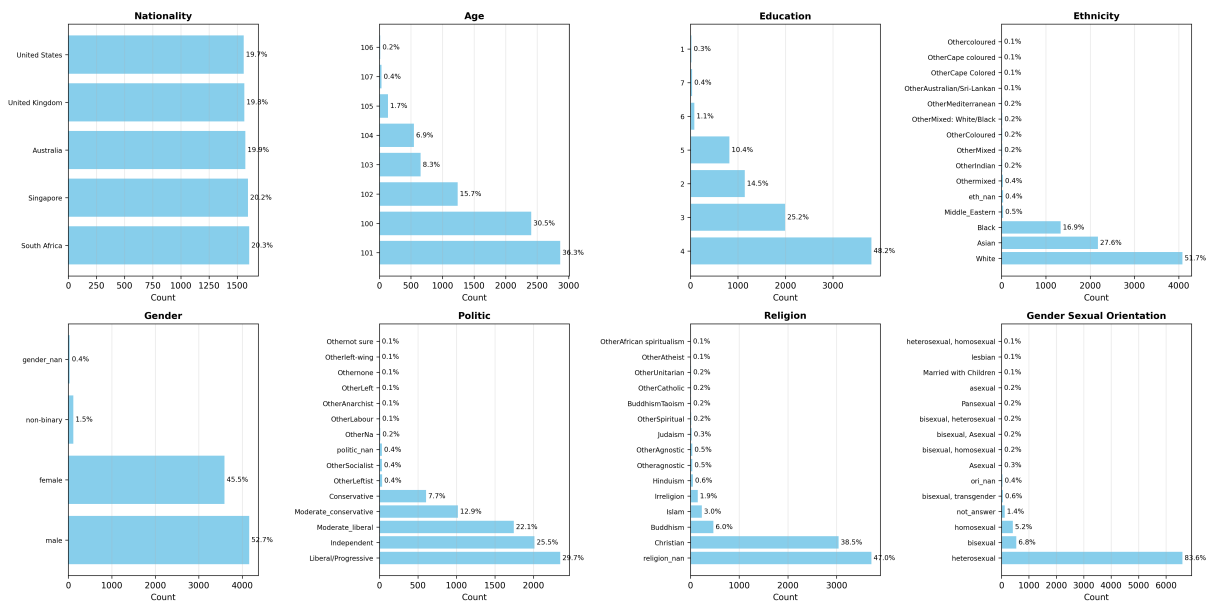 Nationality
United States 19.7%
United Kingdom 19.8%
Australia 19.9%
Singapore 20.2%
South Africa 20.3%
0 250 500 750 1000 1250 1500
Count
Age
106 0.2%
107 0.4%
105 1.7%
104 6.9%
103 8.3%
102 15.7%
100 30.5%
101 36.3%
0 500 1000 1500 2000 2500 3000
Count
Education
1 0.3%
7 0.4%
6 1.1%
5 10.4%
2 14.5%
3 25.2%
4 48.2%
0 1000 2000 3000
Count
Ethnicity
Othercoloured 0.1%
OtherCape coloured 0.1%
OtherCape Colored 0.1%
OtherAustralian/Sri-Lankan 0.1%
OtherMediterranean 0.2%
OtherMixed: White/Black 0.2%
OtherColoured 0.2%
OtherMixed 0.2%
OtherIndian 0.2%
Othermixed 0.4%
eth_nan 0.4%
Middle_Eastern 0.5%
Black 16.9%
Asian 27.6%
White 51.7%
0 1000 2000 3000 4000
Count
Gender
gender_nan 0.4%
non-binary 1.5%
female 45.5%
male 52.7%
0 1000 2000 3000 4000
Count
Politic
Othernot sure 0.1%
Otherleft-wing 0.1%
Othernone 0.1%
OtherLeft 0.1%
OtherAnarchist 0.1%
OtherLabour 0.1%
OtherNa 0.2%
politic_nan 0.4%
OtherSocialist 0.4%
OtherLeftist 0.4%
Conservative 7.7%
Moderate_conservative 12.9%
Moderate_liberal 22.1%
Independent 25.5%
Liberal/Progressive 29.7%
0 500 1000 1500 2000
Count
Religion
OtherAfrican spiritualism 0.1%
OtherAtheist 0.1%
OtherUnitarian 0.2%
OtherCatholic 0.2%
BuddhismTaoism 0.2%
OtherSpiritual 0.2%
Judaism 0.3%
OtherAgnostic 0.5%
Otheragnostic 0.5%
Hinduism 0.6%
Irreligion 1.9%
Islam 3.0%
Buddhism 6.0%
Christian 38.5%
religion_nan 47.0%
0 1000 2000 3000
Count
Gender Sexual Orientation
heterosexual, homosexual 0.1%
lesbian 0.1%
Married with Children 0.1%
asexual 0.2%
Pansexual 0.2%
bisexual, heterosexual 0.2%
bisexual, Asexual 0.2%
bisexual, homosexual 0.2%
Asexual 0.3%
ori_nan 0.4%
bisexual, transgender 0.6%
not_answer 1.4%
homosexual 5.2%
bisexual 6.8%
heterosexual 83.6%
0 1000 2000 3000 4000 5000 6000
Count